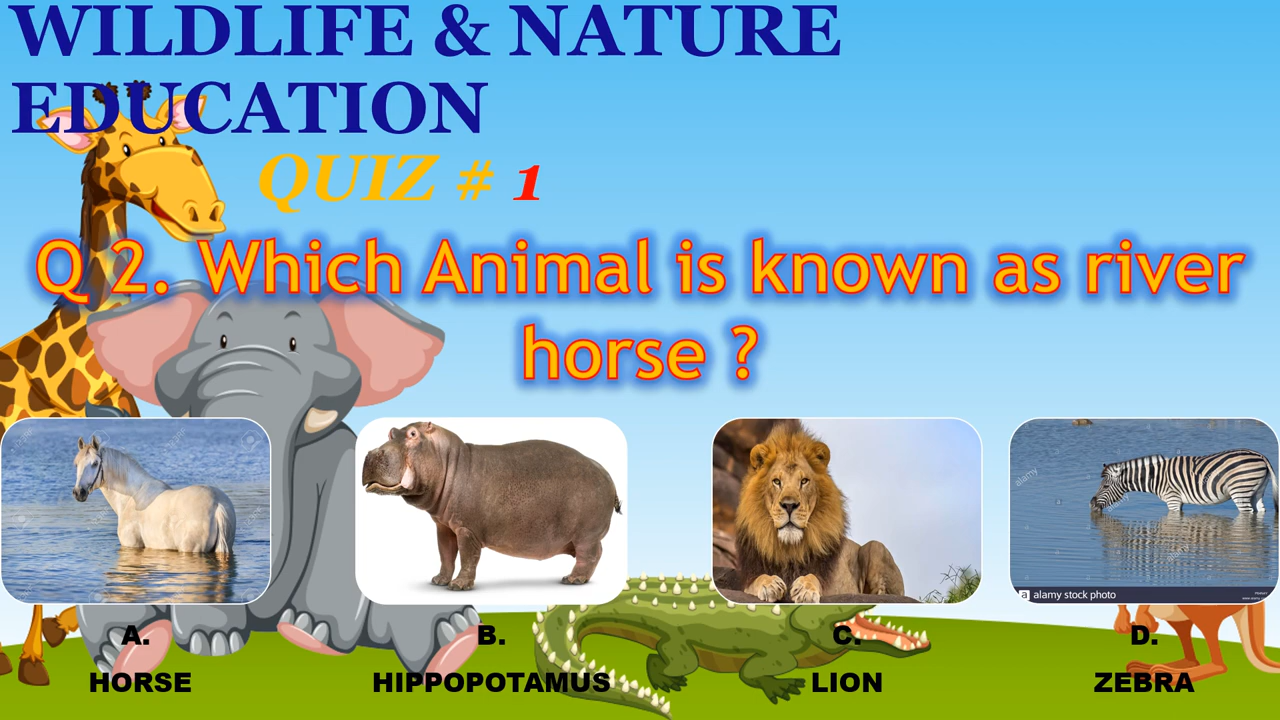 WILDLIFE & NATURE
EDUCATION
QUIZ # 1
Q 2. Which Animal is known as river
horse ?
alamy
a alamy stock photo
A.
B.
C.
D.
HORSE
HIPPOPOTAMUS
LION
ZEBRA